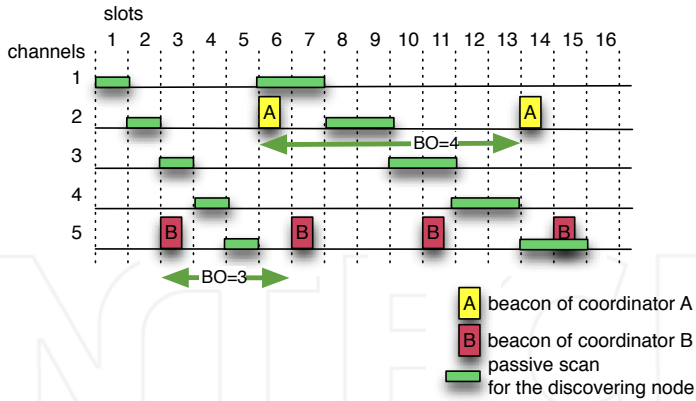 slots
channels 1 2 3 4 5 6 7 8 9 10 11 12 13 14 15 16
1
2 A A
BO=4
3
4
5 B B B B
BO=3
A beacon of coordinator A
B beacon of coordinator B
passive scan
for the discovering node